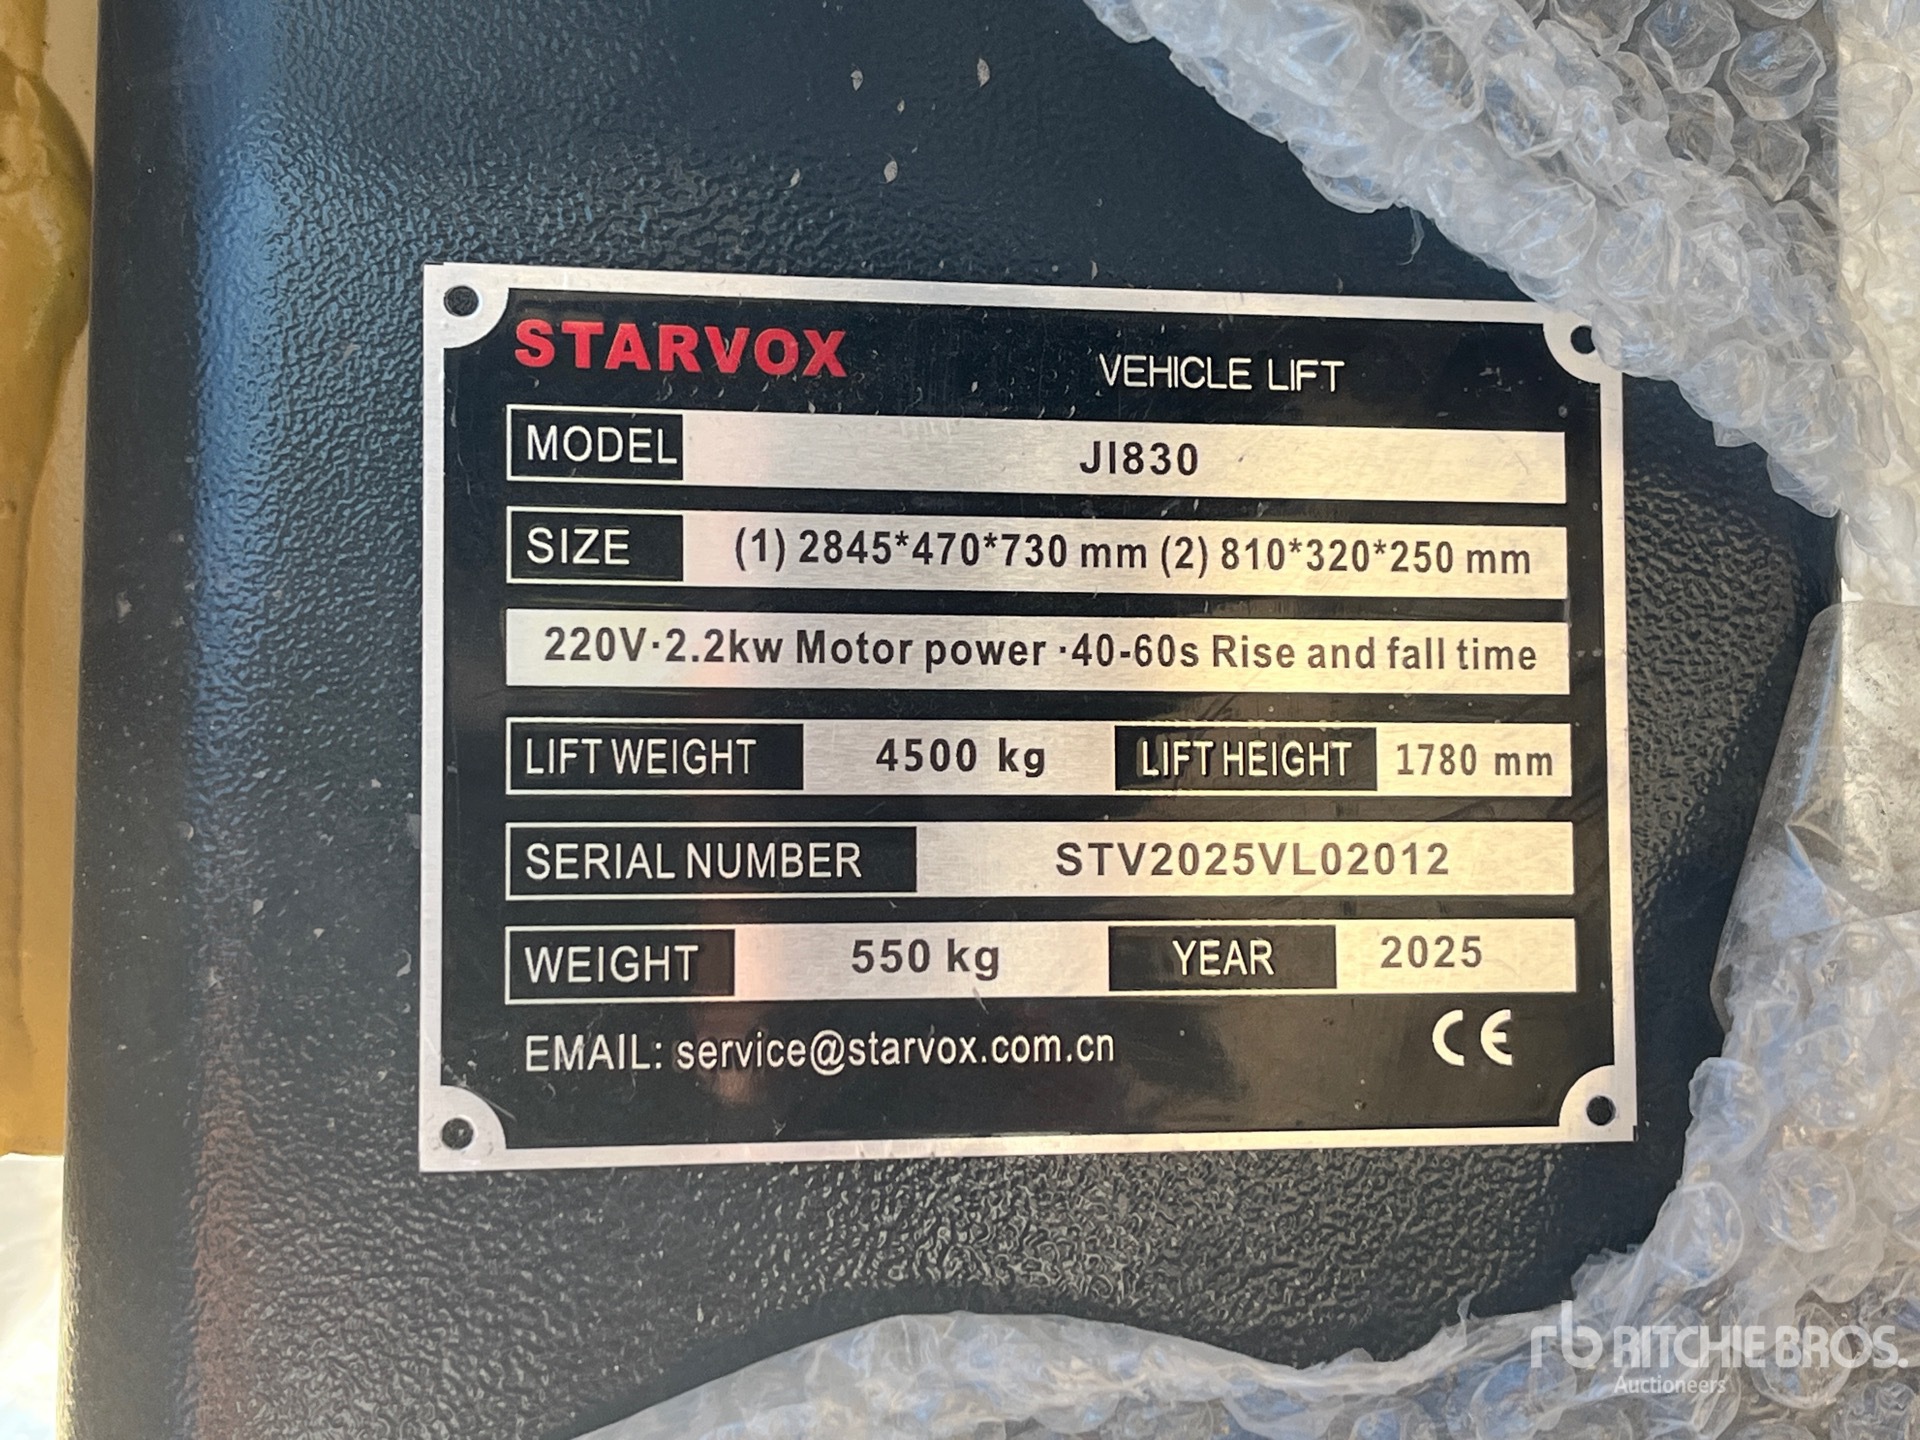 STARVOX VEHICLE LIFT
MODEL JI830
SIZE (1) 2845*470*730 mm (2) 810*320*250 mm
220V·2.2kw Motor power ·40-60s Rise and fall time
LIFT WEIGHT 4500 kg LIFT HEIGHT 1780 mm
SERIAL NUMBER STV2025VL02012
WEIGHT 550 kg YEAR 2025
EMAIL: service@starvox.com.cn CE
rb RITCHIE BROS.
Auctioneers